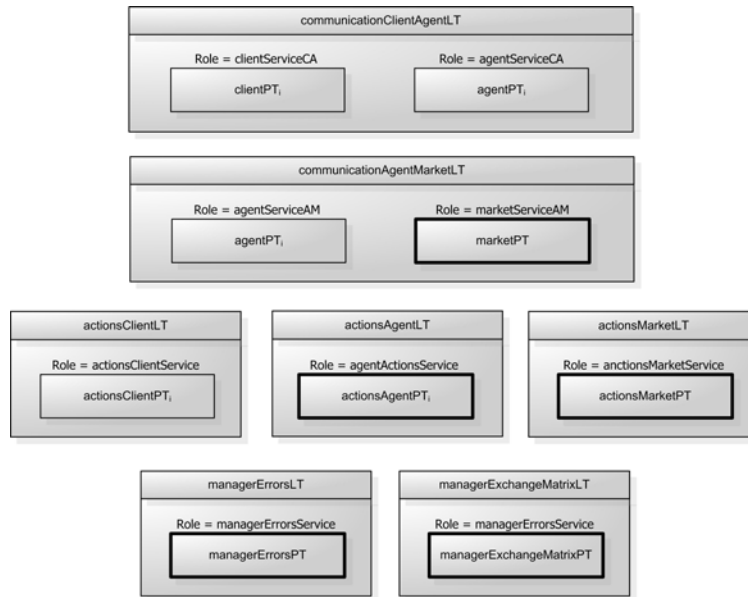 communicationClientAgentLT
Role = clientServiceCA Role = agentServiceCA
clientPTᵢ agentPTᵢ
communicationAgentMarketLT
Role = agentServiceAM Role = marketServiceAM
agentPTᵢ marketPT
actionsClientLT actionsAgentLT actionsMarketLT
Role = actionsClientService Role = agentActionsService Role = anctionsMarketService
actionsClientPTᵢ actionsAgentPTᵢ actionsMarketPT
managerErrorsLT managerExchangeMatrixLT
Role = managerErrorsService Role = managerErrorsService
managerErrorsPT managerExchangeMatrixPT